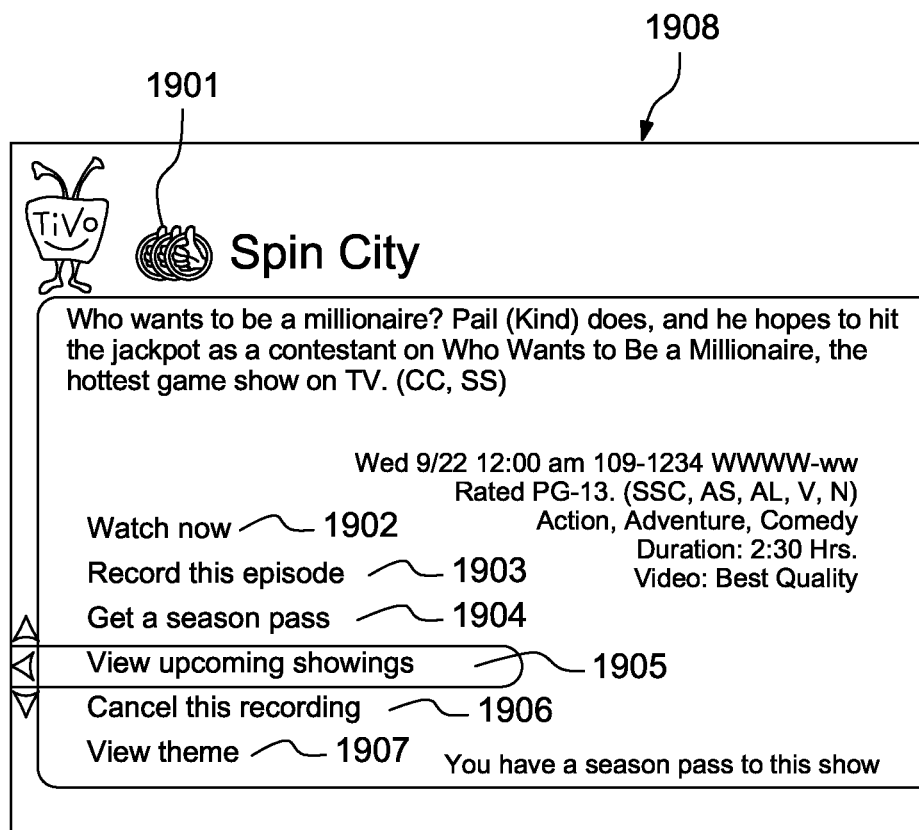 1908
1901
TiVo
Spin City
Who wants to be a millionaire? Pail (Kind) does, and he hopes to hit
the jackpot as a contestant on Who Wants to Be a Millionaire, the
hottest game show on TV. (CC, SS)
Wed 9/22 12:00 am 109-1234 WWWW-ww
Rated PG-13. (SSC, AS, AL, V, N)
Action, Adventure, Comedy
Duration: 2:30 Hrs.
Video: Best Quality
Watch now 1902
Record this episode 1903
Get a season pass 1904
View upcoming showings 1905
Cancel this recording 1906
View theme 1907
You have a season pass to this show